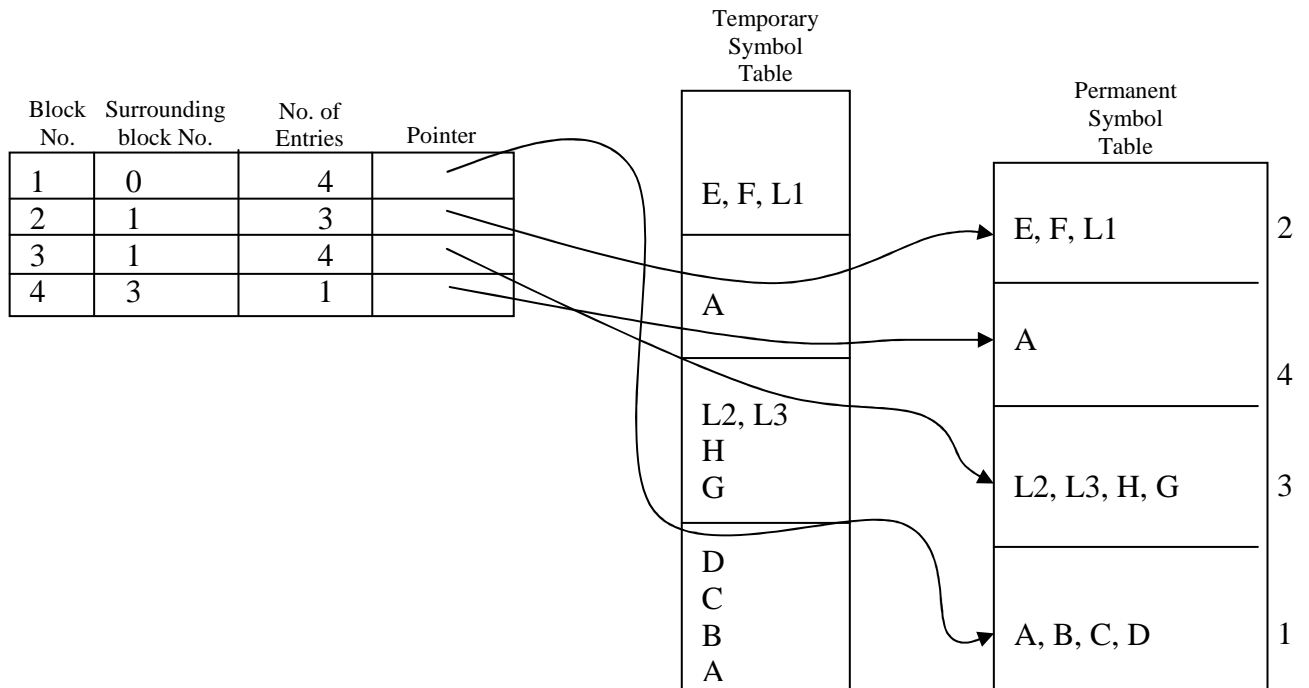 Block No.
Surrounding block No.
No. of Entries
Pointer
1 0 4
2 1 3
3 1 4
4 3 1
Temporary
Symbol
Table
E, F, L1
A
L2, L3
H
G
D
C
B
A
Permanent
Symbol
Table
E, F, L1 2
A
4
L2, L3, H, G 3
A, B, C, D 1